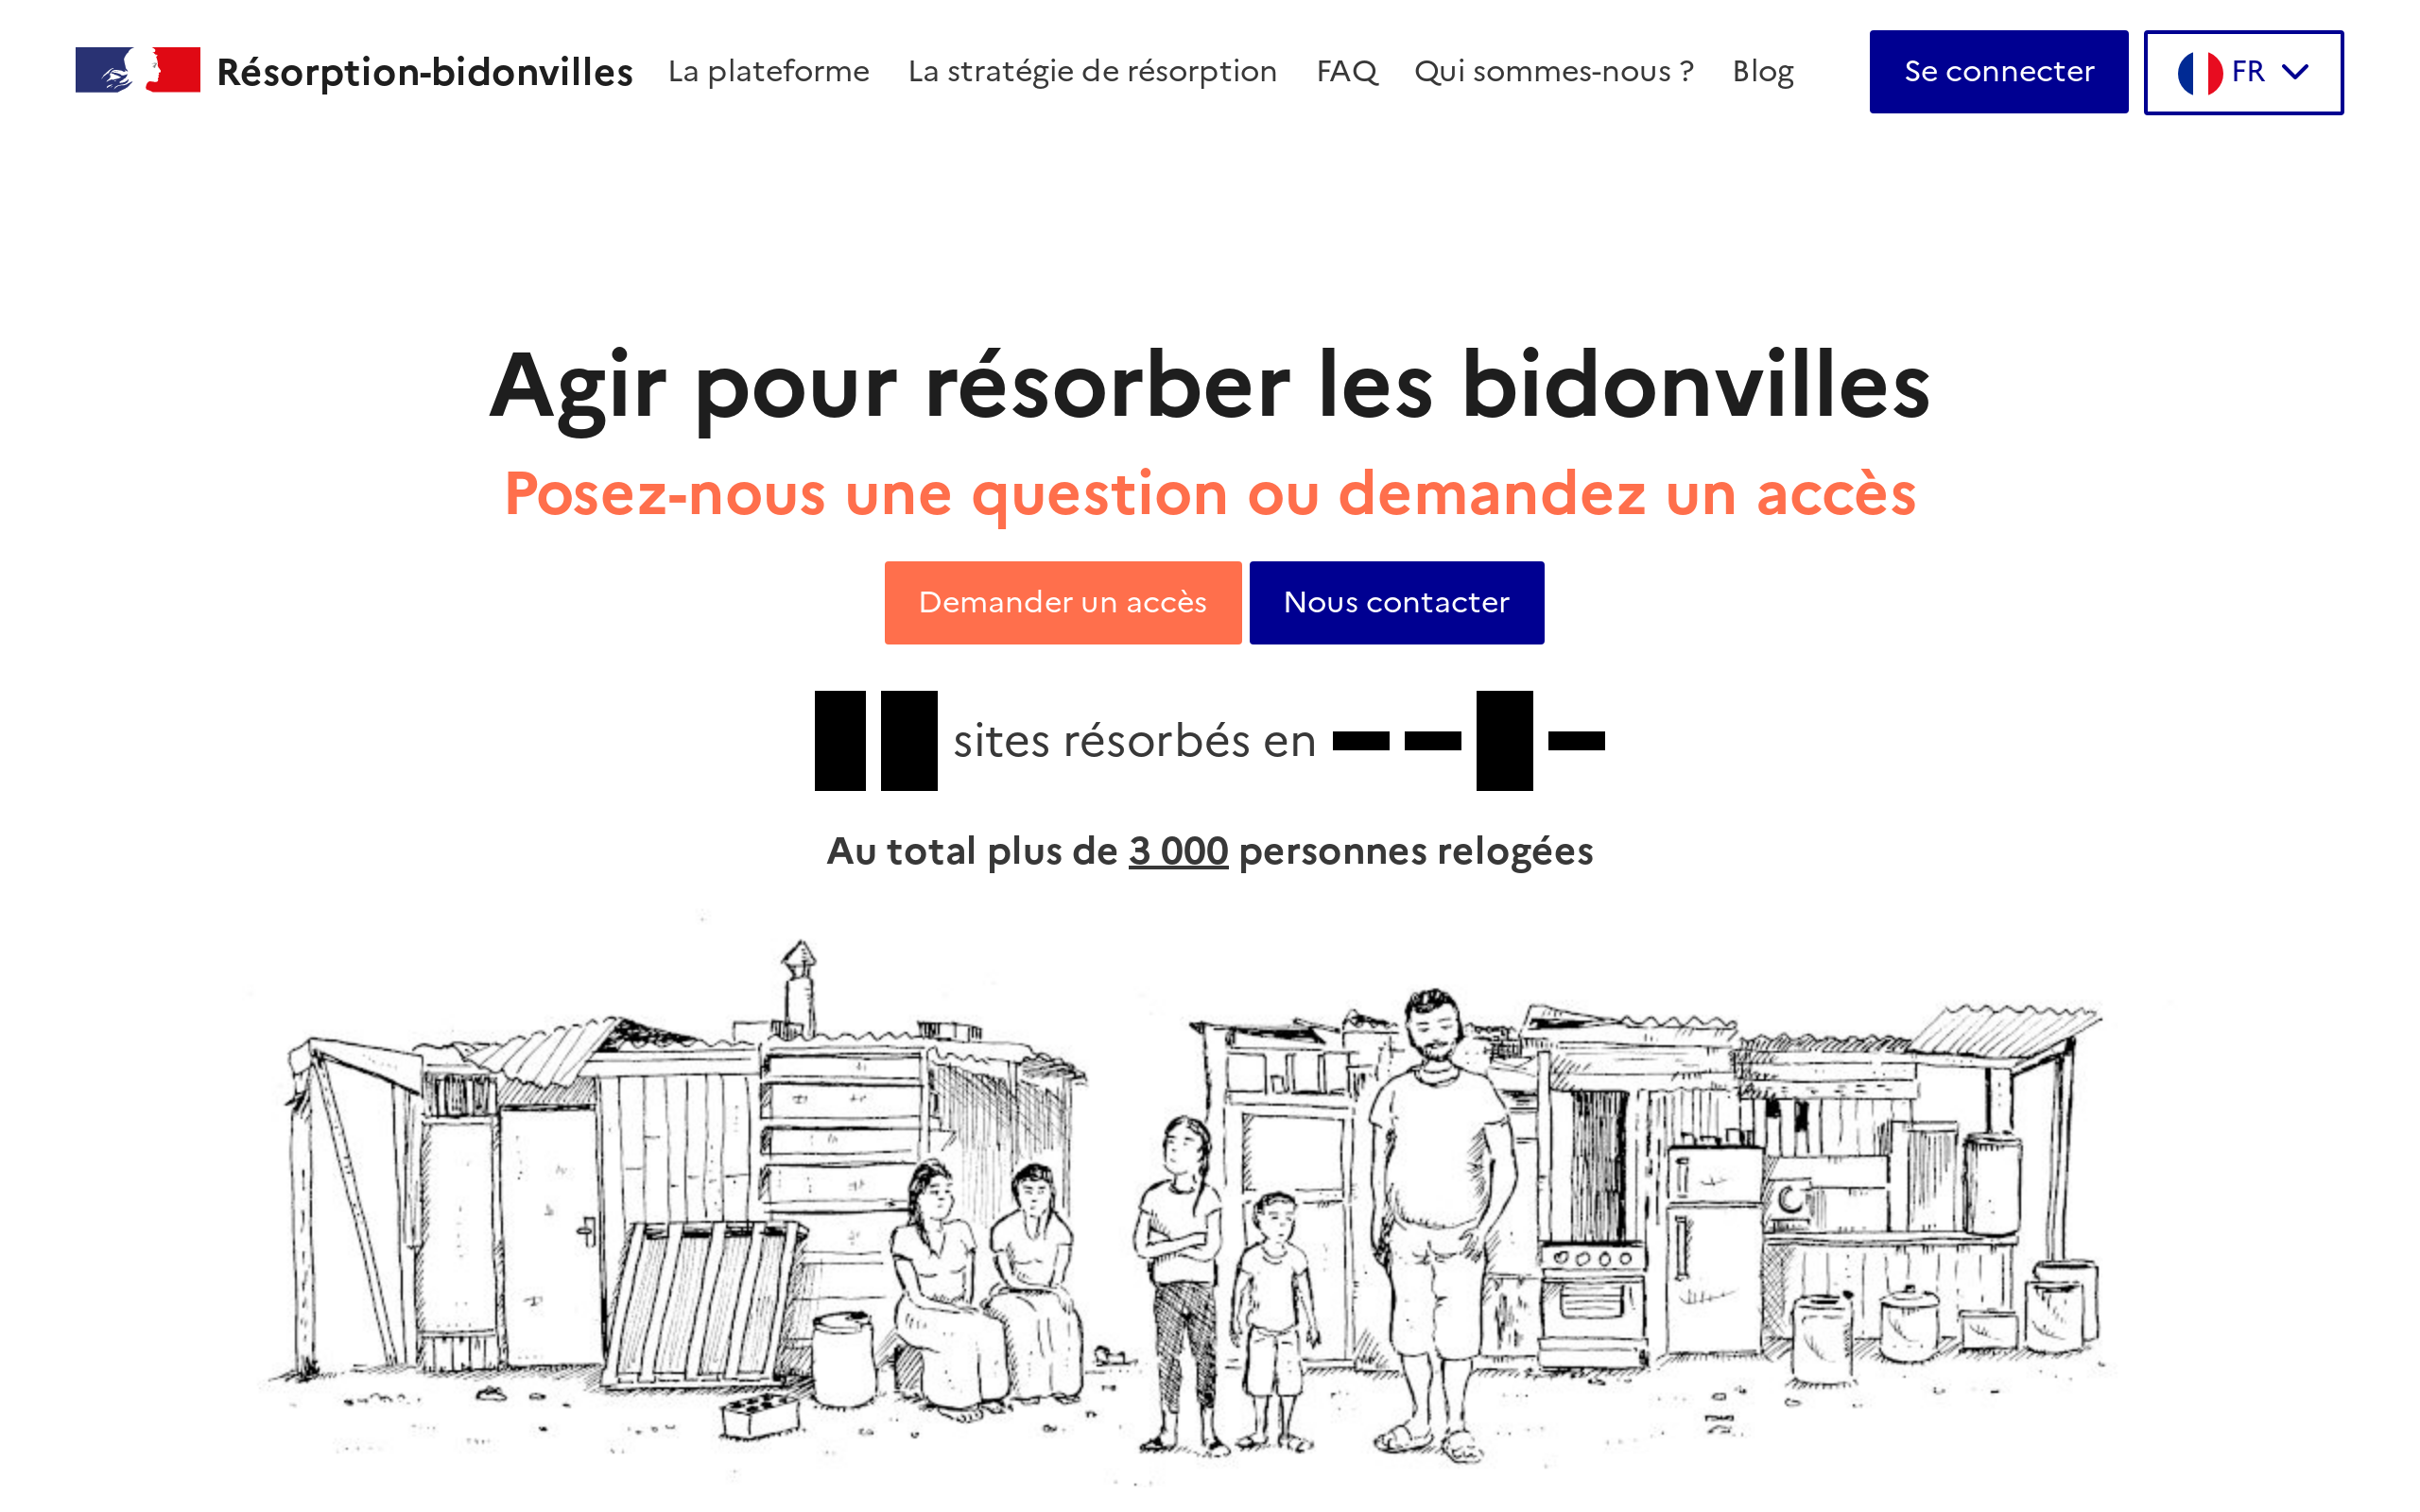 Résorption-bidonvilles La plateforme La stratégie de résorption FAQ Qui sommes-nous ? Blog Se connecter FR
Agir pour résorber les bidonvilles
Posez-nous une question ou demandez un accès
Demander un accès Nous contacter
sites résorbés en
Au total plus de 3 000 personnes relogées